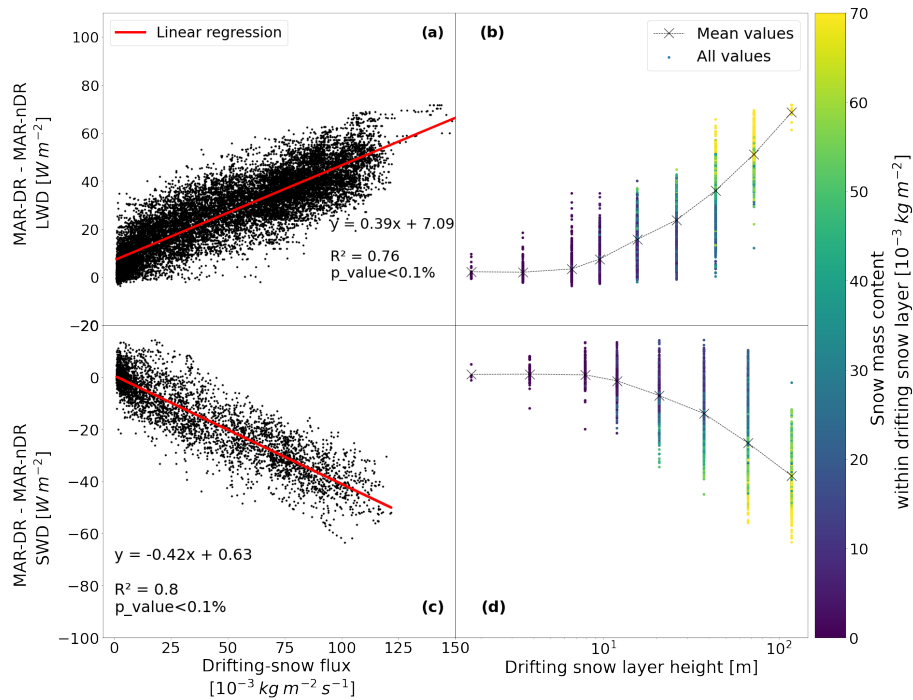 100
80
60
40
20
0
−20
MAR-DR - MAR-nDR
LWD [W m⁻²]
Linear regression
(a)
y = 0.39x + 7.09
R² = 0.76
p_value<0.1%
(b)
Mean values
All values
20
0
−20
−40
−60
−80
−100
MAR-DR - MAR-nDR
SWD [W m⁻²]
y = -0.42x + 0.63
R² = 0.8
p_value<0.1%
(c)
(d)
0 25 50 75 100 125 150
Drifting-snow flux
[10⁻³ kg m⁻² s⁻¹]
10¹ 10²
Drifting snow layer height [m]
70
60
50
40
30
20
10
0
Snow mass content
within drifting snow layer [10⁻³ kg m⁻²]